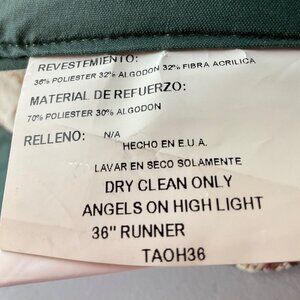 REVESTEMIENTO:
36% POLIESTER 32% ALGODON 32% FIBRA ACRILICA
MATERIAL DE REFUERZO:
70% POLIESTER 30% ALGODON
RELLENO: N/A
HECHO EN E.U.A.
LAVAR EN SECO SOLAMENTE
DRY CLEAN ONLY
ANGELS ON HIGH LIGHT
36" RUNNER
TAOH36